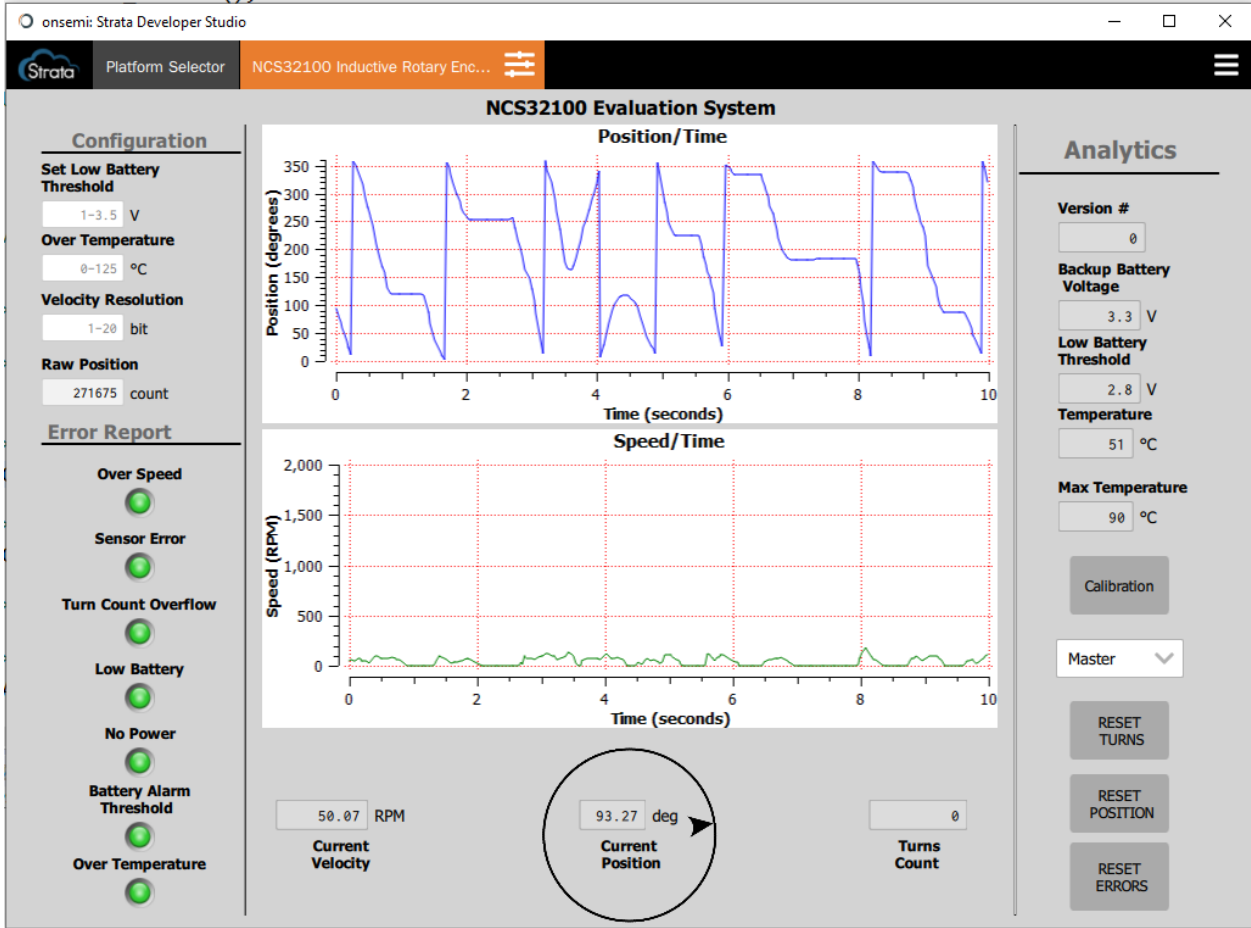 onsemi: Strata Developer Studio
Strata
Platform Selector
NCS32100 Inductive Rotary Enc...
NCS32100 Evaluation System
Configuration
Set Low Battery
Threshold
1-3.5 V
Over Temperature
0-125 °C
Velocity Resolution
1-20 bit
Raw Position
271675 count
Error Report
Over Speed
Sensor Error
Turn Count Overflow
Low Battery
No Power
Battery Alarm
Threshold
Over Temperature
Position/Time
Position (degrees)
350
300
250
200
150
100
50
0
0 2 4 6 8 10
Time (seconds)
Speed/Time
Speed (RPM)
2,000
1,500
1,000
500
0
0 2 4 6 8 10
Time (seconds)
50.07 RPM
Current
Velocity
93.27 deg
Current
Position
0
Turns
Count
Analytics
Version #
0
Backup Battery
Voltage
3.3 V
Low Battery
Threshold
2.8 V
Temperature
51 °C
Max Temperature
90 °C
Calibration
Master
RESET
TURNS
RESET
POSITION
RESET
ERRORS